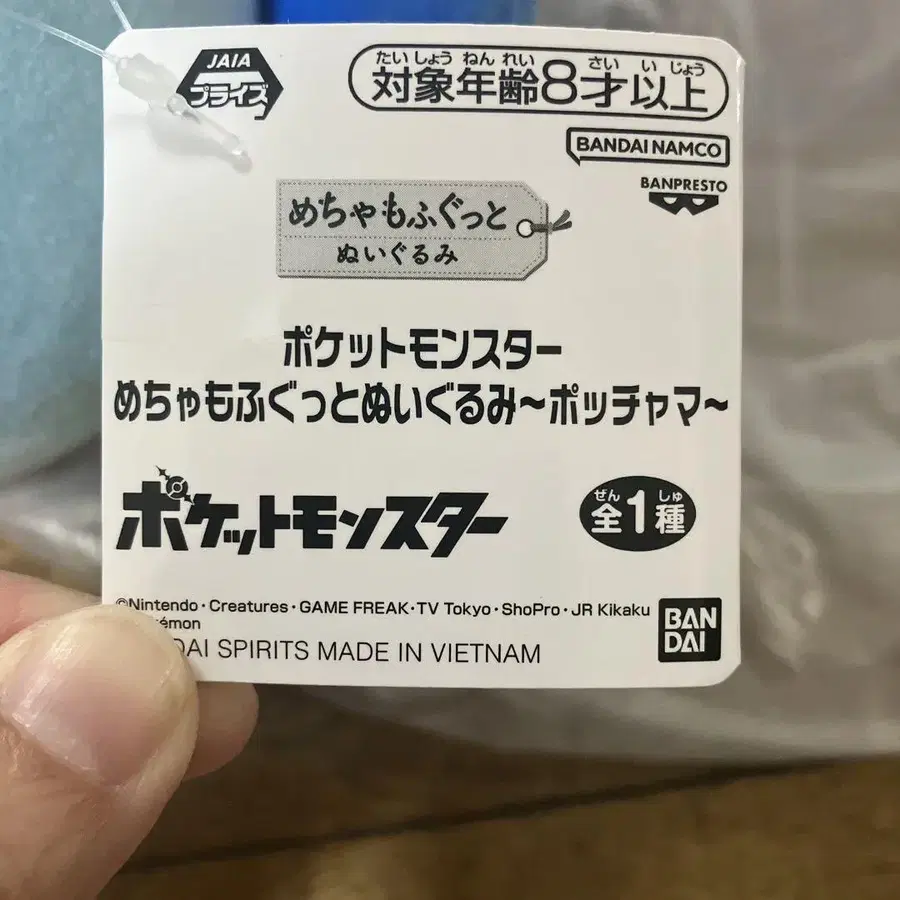 JAIA
プライズ
たいしょうねんれい さいいじょう
対象年齢8才以上
BANDAI NAMCO
BANPRESTO
めちゃもふぐっと
ぬいぐるみ
ポケットモンスター
めちゃもふぐっとぬいぐるみ~ポッチャマ~
ポケットモンスター
ぜん しゅ
全1種
©Nintendo・Creatures・GAME FREAK・TV Tokyo・ShoPro・JR Kikaku
SPIRITS MADE IN VIETNAM
BAN
DAI